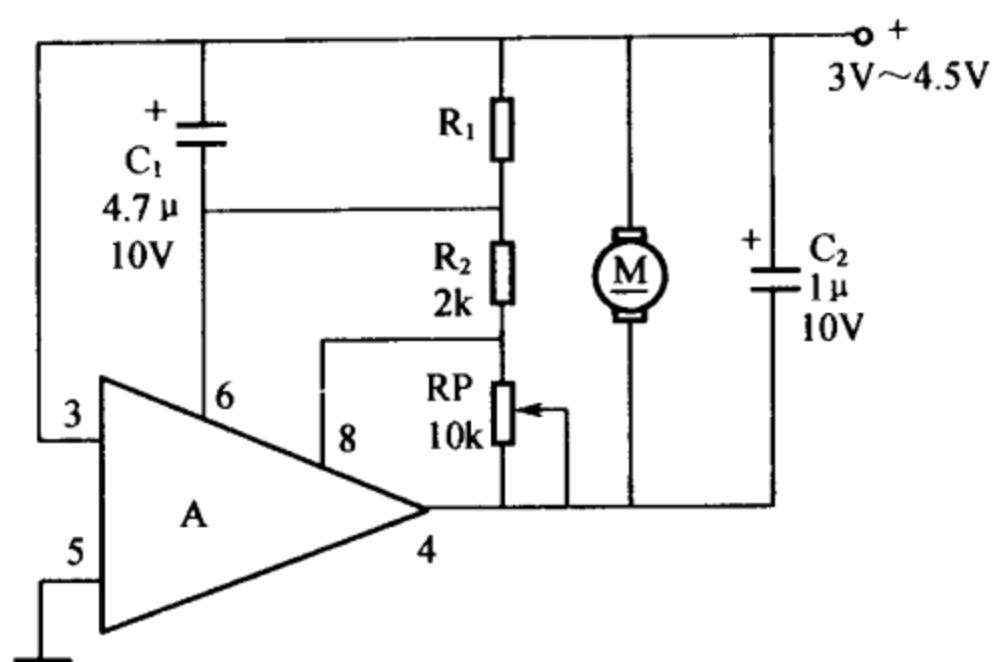 +
3V～4.5V
+
C₁
4.7μ
10V
R₁
R₂
2k
M
+
C₂
1μ
10V
RP
10k
3
6
8
A
5
4